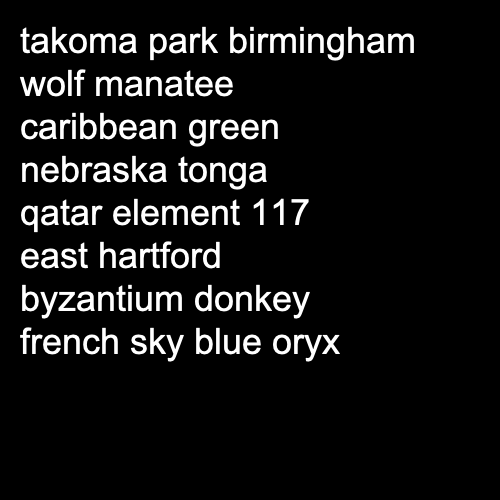 takoma park birmingham
wolf manatee
caribbean green
nebraska tonga
qatar element 117
east hartford
byzantium donkey
french sky blue oryx